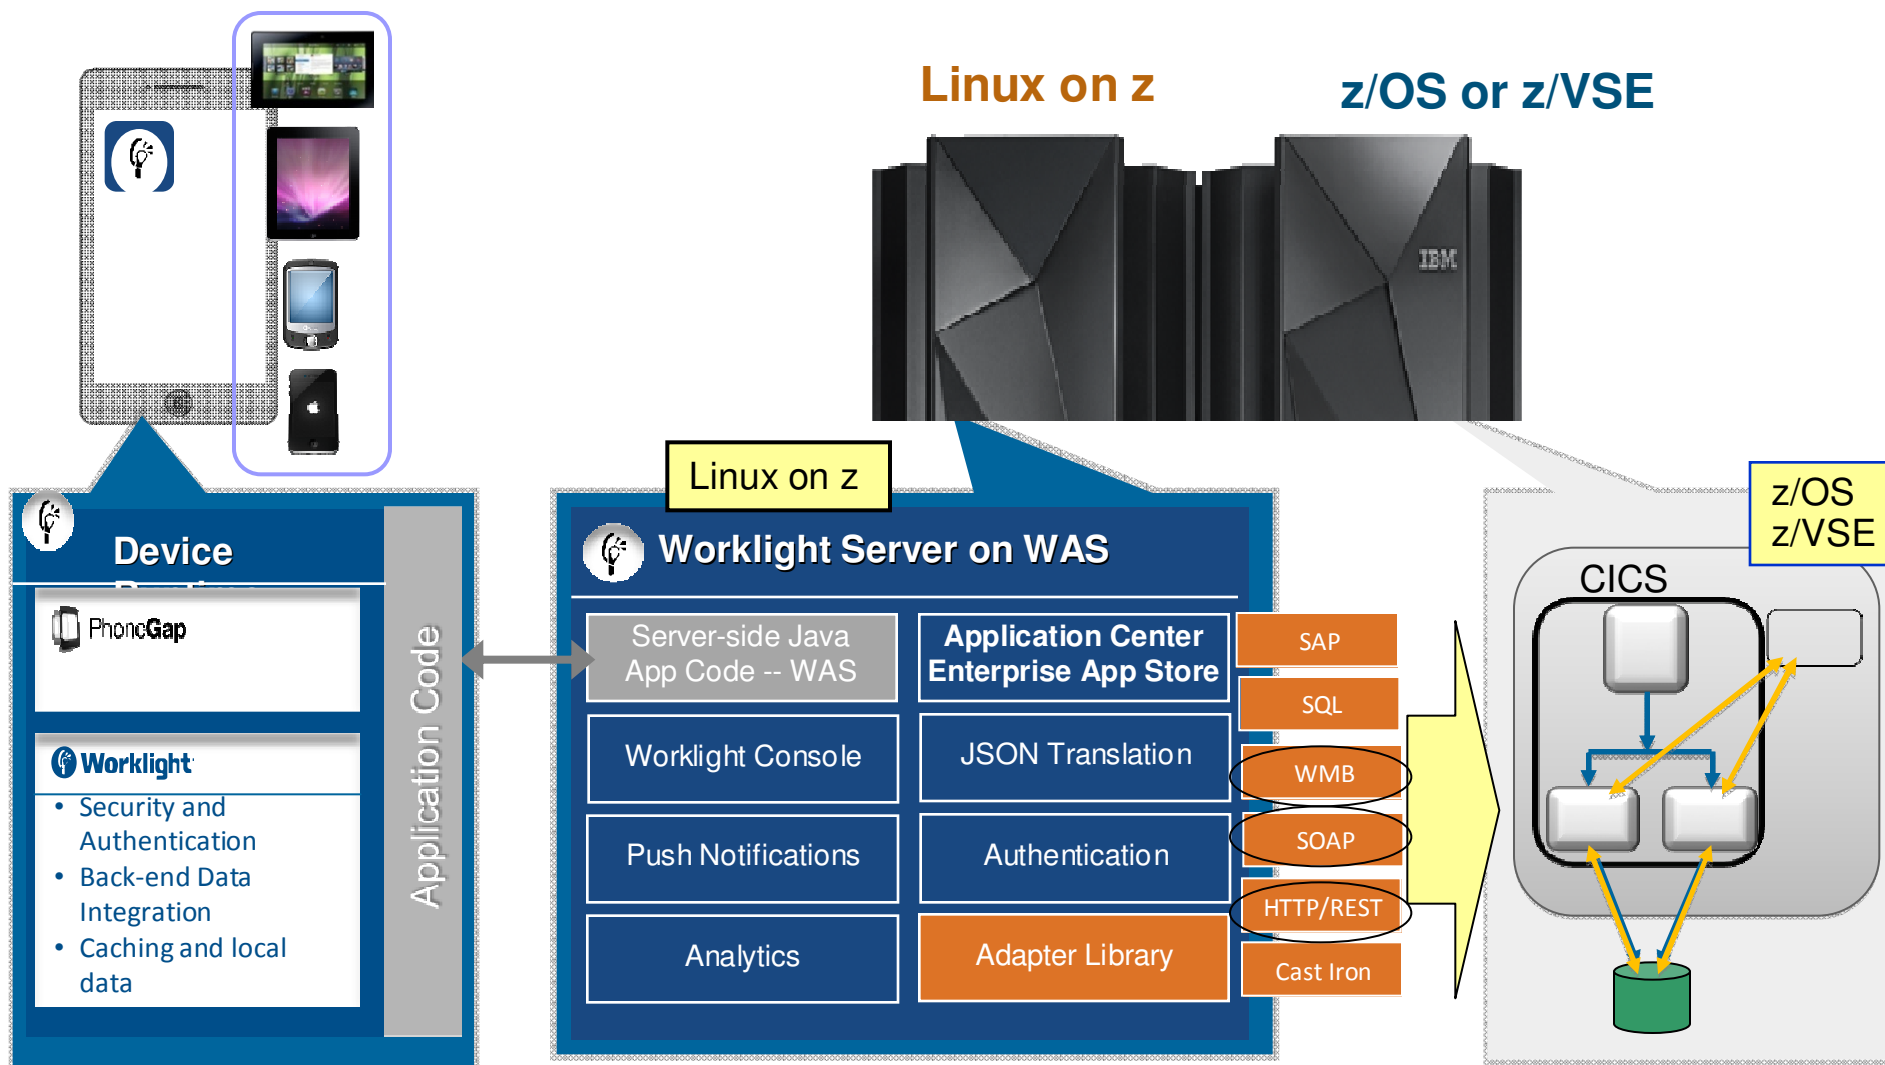 Linux on z
z/OS or z/VSE
IBM
Linux on z
z/OS
z/VSE
Device
PhoneGap
Worklight
• Security and
Authentication
• Back-end Data
Integration
• Caching and local
data
Application Code
Worklight Server on WAS
Server-side Java
App Code -- WAS
Application Center
Enterprise App Store
Worklight Console
JSON Translation
Push Notifications
Authentication
Analytics
Adapter Library
SAP
SQL
WMB
SOAP
HTTP/REST
Cast Iron
CICS